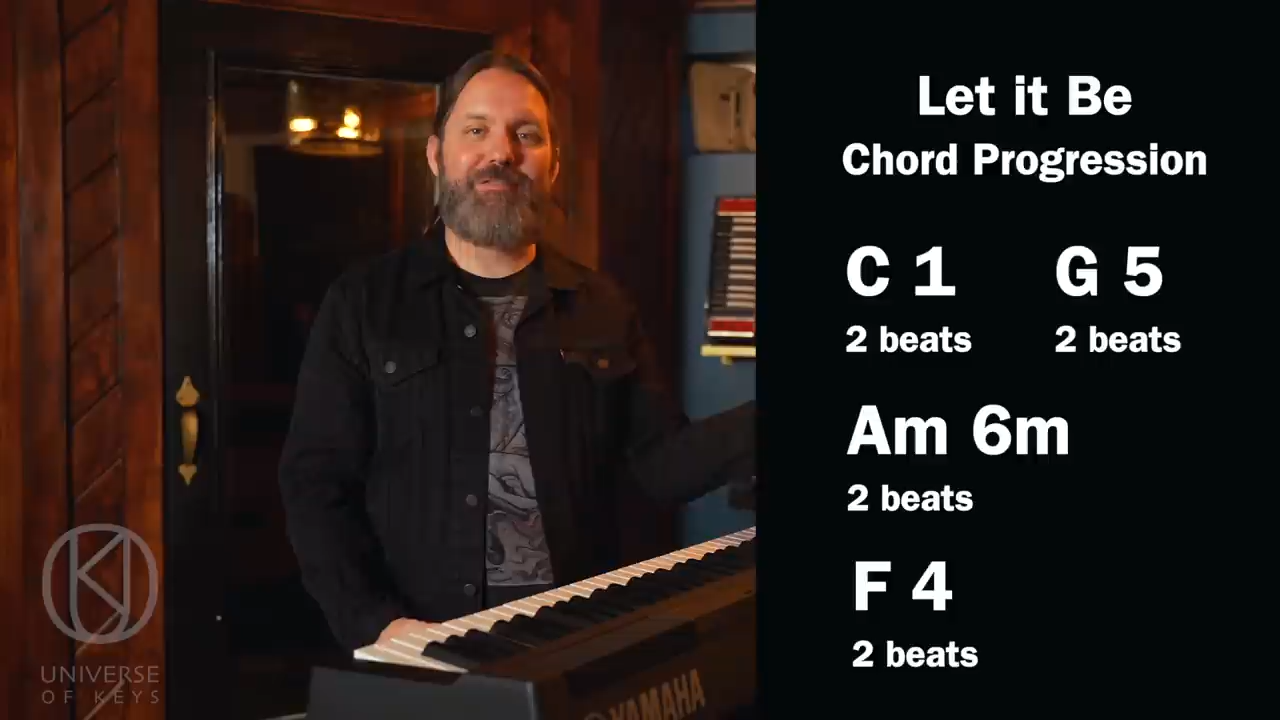 Let it Be
Chord Progression
C 1 G 5
2 beats 2 beats
Am 6m
2 beats
F 4
2 beats
UNIVERSE
OF KEYS
YAMAHA